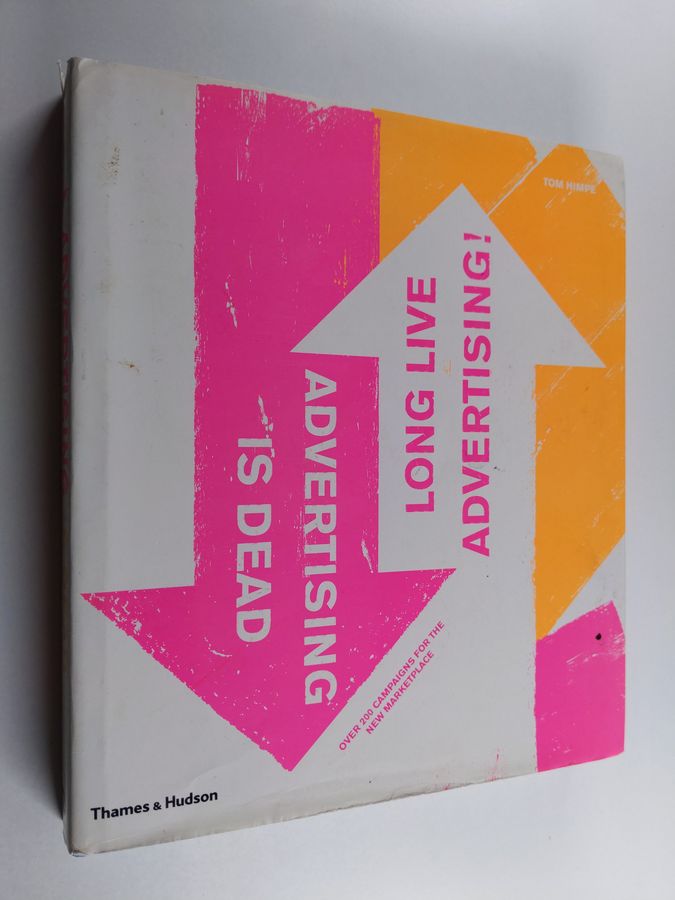 TOM HIMPE
ADVERTISING
IS DEAD
LONG LIVE
ADVERTISING!
OVER 200 CAMPAIGNS FOR THE
NEW MARKETPLACE
Thames & Hudson